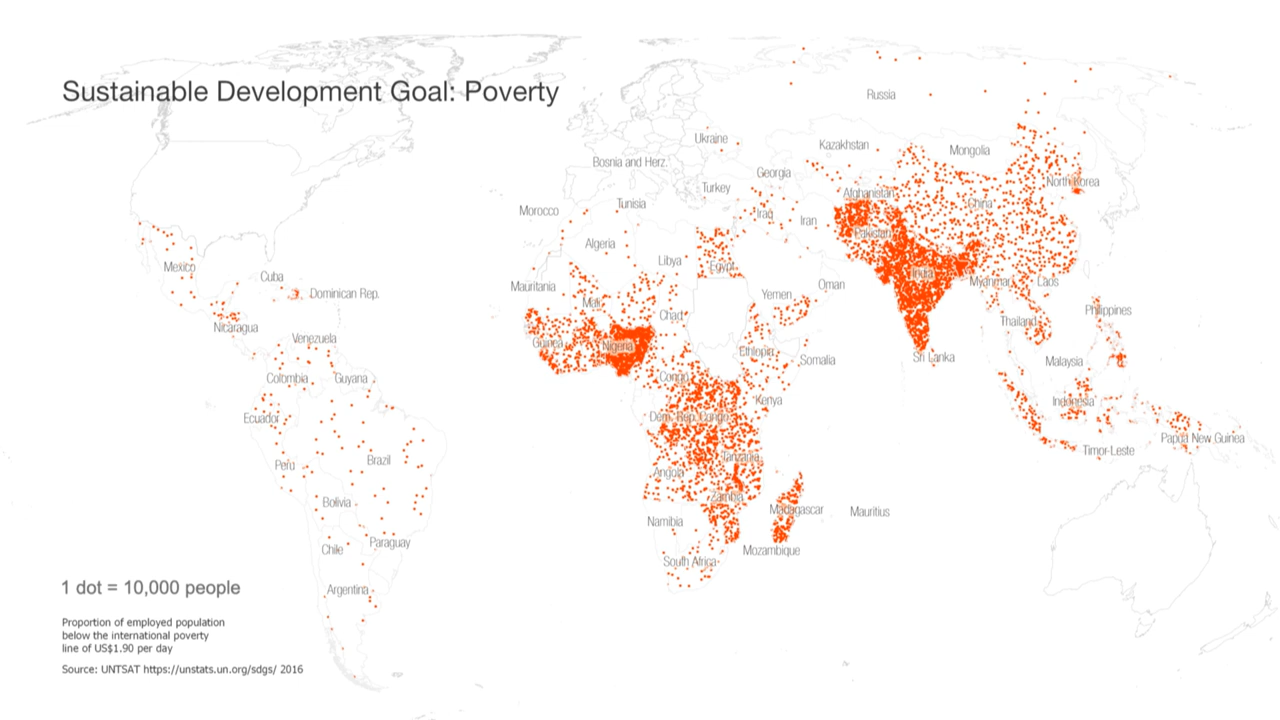 Sustainable Development Goal: Poverty
Russia
Ukraine
Kazakhstan
Mongolia
Bosnia and Herz.
Georgia
North Korea
Turkey
Afghanistan
Tunisia
China
Morocco
Iraq
Iran
Pakistan
Algeria
Libya
Egypt
Mexico
Cuba
India
Myanmar
Laos
Mauritania
Oman
Dominican Rep.
Yemen
Mali
Philippines
Chad
Thailand
Nicaragua
Venezuela
Guinea
Nigeria
Ethiopia
Somalia
Sri Lanka
Malaysia
Colombia
Guyana
Congo
Kenya
Indonesia
Ecuador
Dem. Rep. Congo
Papua New Guinea
Timor-Leste
Peru
Brazil
Tanzania
Angola
Bolivia
Zambia
Madagascar
Mauritius
Namibia
Chile
Paraguay
Mozambique
South Africa
Argentina
1 dot = 10,000 people
Proportion of employed population
below the international poverty
line of US$1.90 per day
Source: UNTSAT https://unstats.un.org/sdgs/ 2016